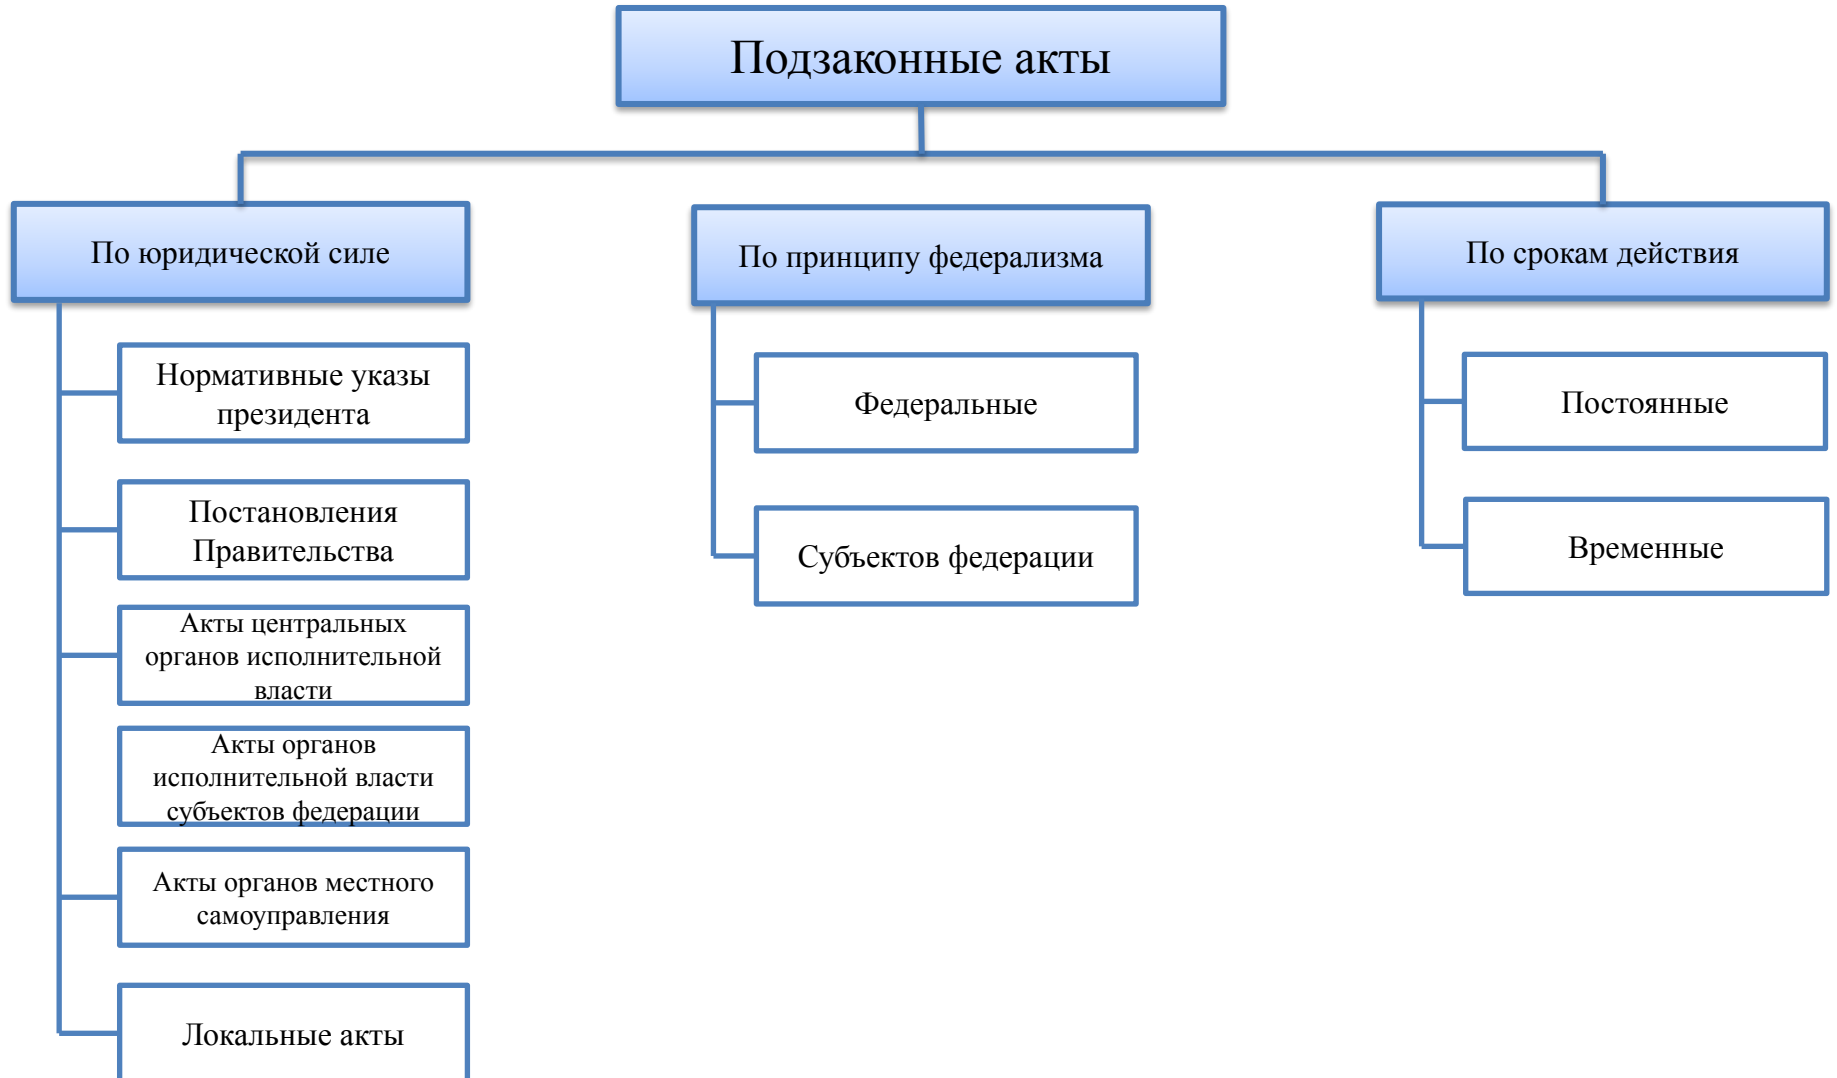 Подзаконные акты
По юридической силе
Нормативные указы
президента
Постановления
Правительства
Акты центральных
органов исполнительной
власти
Акты органов
исполнительной власти
субъектов федерации
Акты органов местного
самоуправления
Локальные акты
По принципу федерализма
Федеральные
Субъектов федерации
По срокам действия
Постоянные
Временные